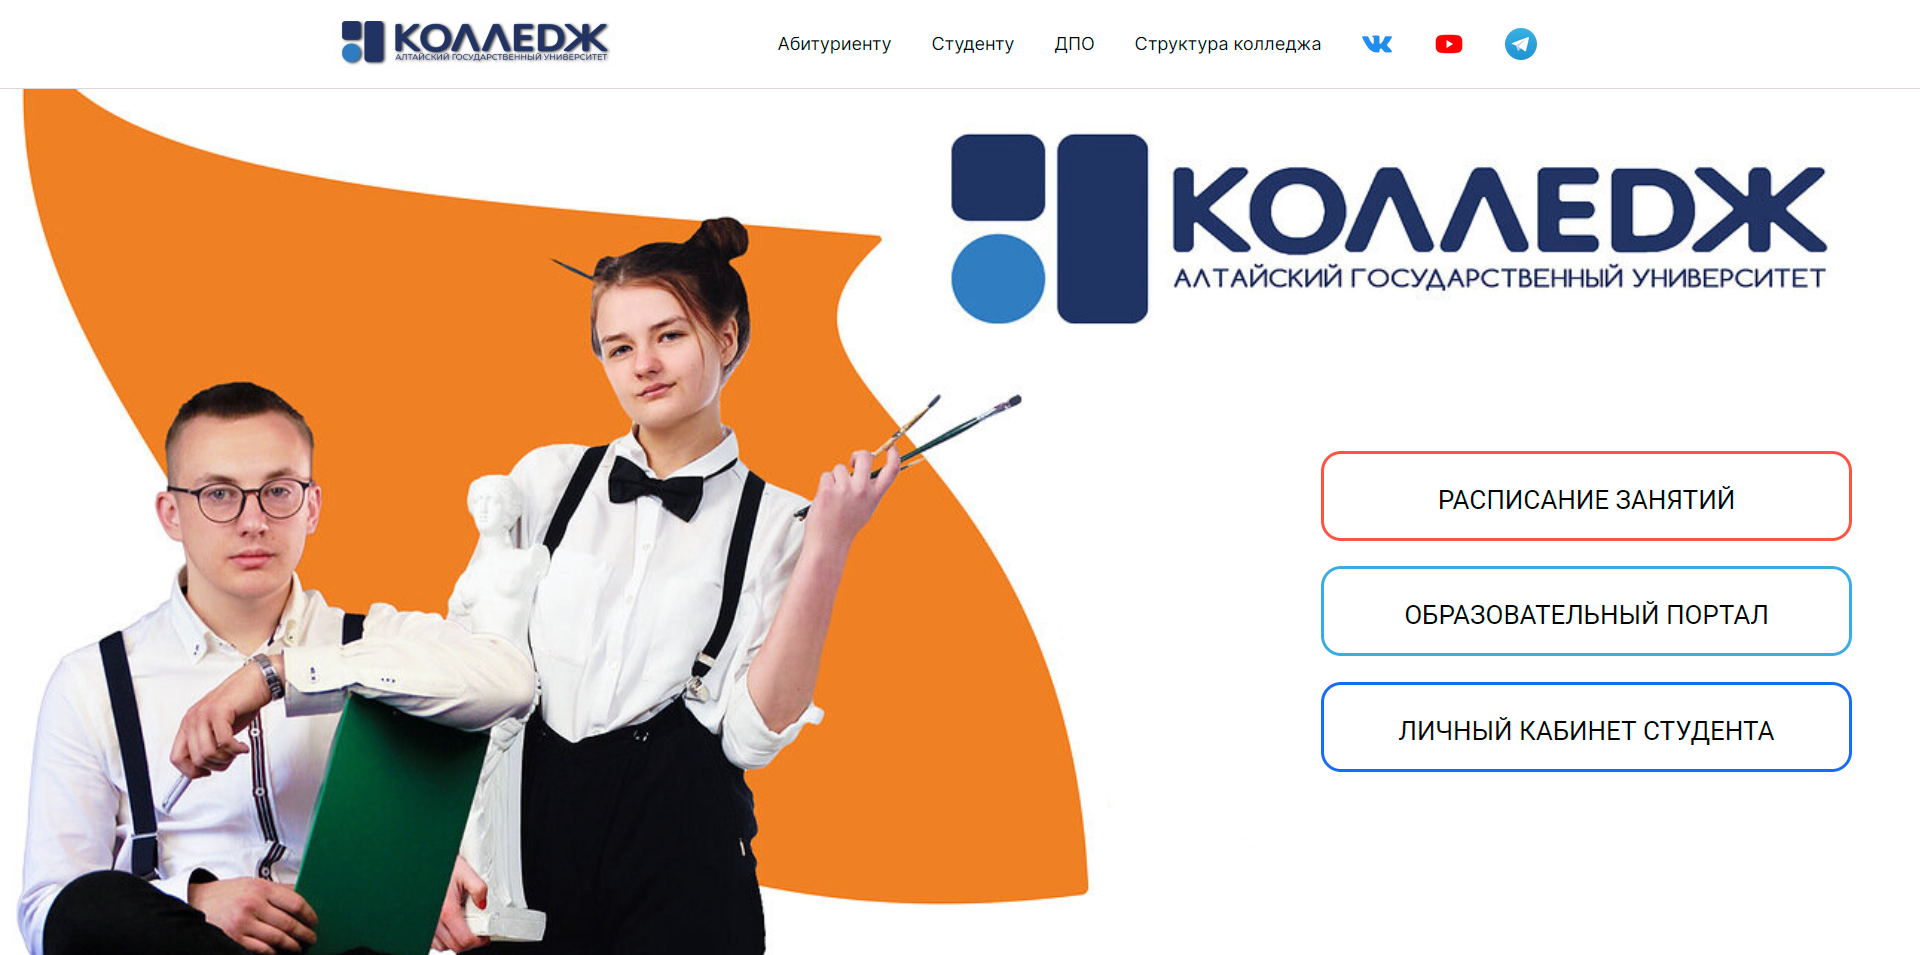 КОЛЛЕДЖ
АЛТАЙСКИЙ ГОСУДАРСТВЕННЫЙ УНИВЕРСИТЕТ
Абитуриенту Студенту ДПО Структура колледжа
КОЛЛЕДЖ
АЛТАЙСКИЙ ГОСУДАРСТВЕННЫЙ УНИВЕРСИТЕТ
РАСПИСАНИЕ ЗАНЯТИЙ
ОБРАЗОВАТЕЛЬНЫЙ ПОРТАЛ
ЛИЧНЫЙ КАБИНЕТ СТУДЕНТА